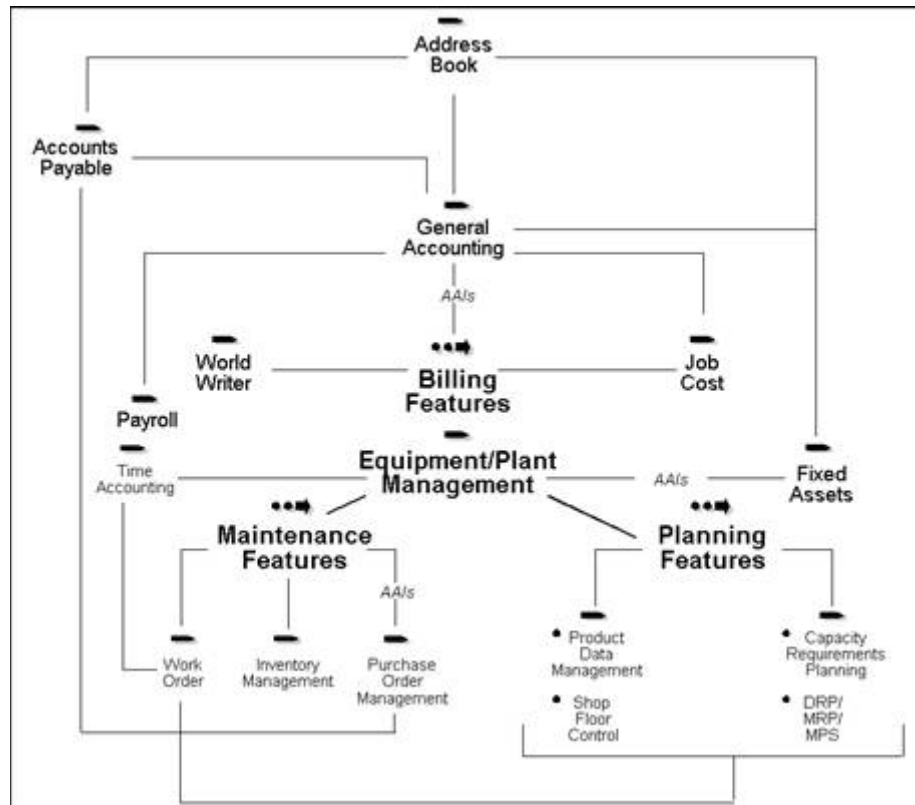 Address
Book
Accounts
Payable
General
Accounting
AAIs
World
Writer
Billing
Features
Job
Cost
Payroll
Time
Accounting
Equipment/Plant
Management
AAIs
Fixed
Assets
Maintenance
Features
Planning
Features
AAIs
Work
Order
Inventory
Management
Purchase
Order
Management
• Product
Data
Management
• Shop
Floor
Control
• Capacity
Requirements
Planning
• DRP/
MRP/
MPS